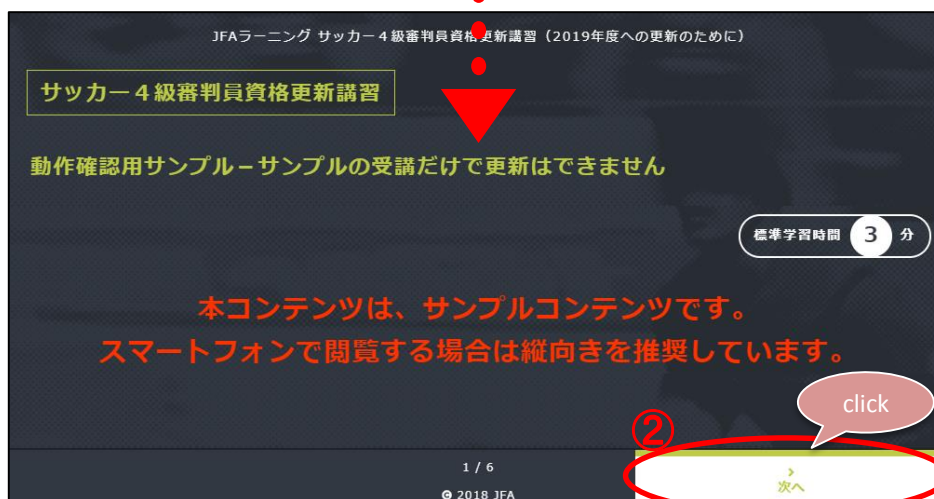 JFAラーニング サッカー４級審判員資格更新講習（2019年度への更新のために）
サッカー４級審判員資格更新講習
動作確認用サンプル－サンプルの受講だけで更新はできません
標準学習時間 3 分
本コンテンツは、サンプルコンテンツです。
スマートフォンで閲覧する場合は縦向きを推奨しています。
click
②
1 / 6
次へ
© 2018 JFA